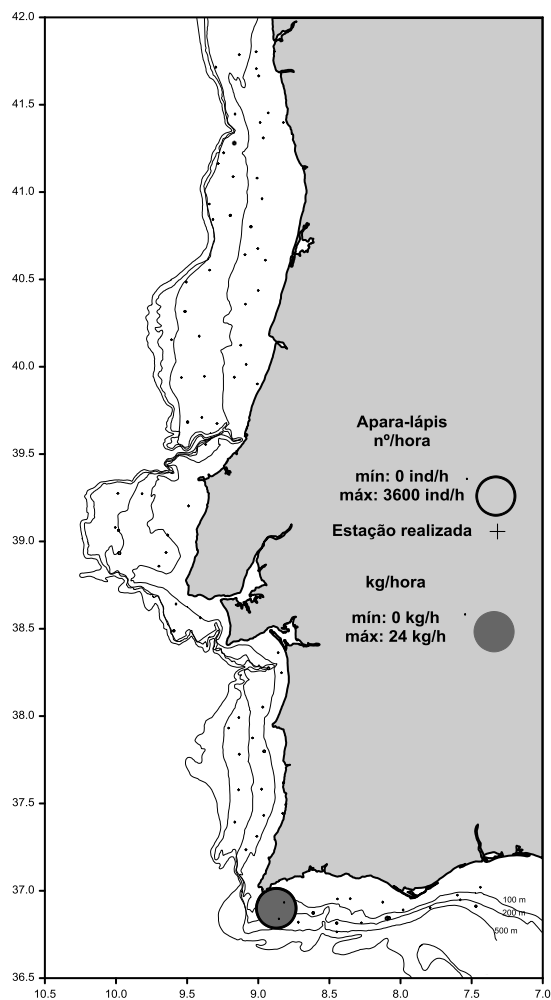 42.0
41.5
41.0
40.5
40.0
39.5
39.0
38.5
38.0
37.5
37.0
36.5
Apara-lápis
nº/hora
mín: 0 ind/h
máx: 3600 ind/h
Estação realizada
kg/hora
mín: 0 kg/h
máx: 24 kg/h
100 m
200 m
500 m
10.5 10.0 9.5 9.0 8.5 8.0 7.5 7.0